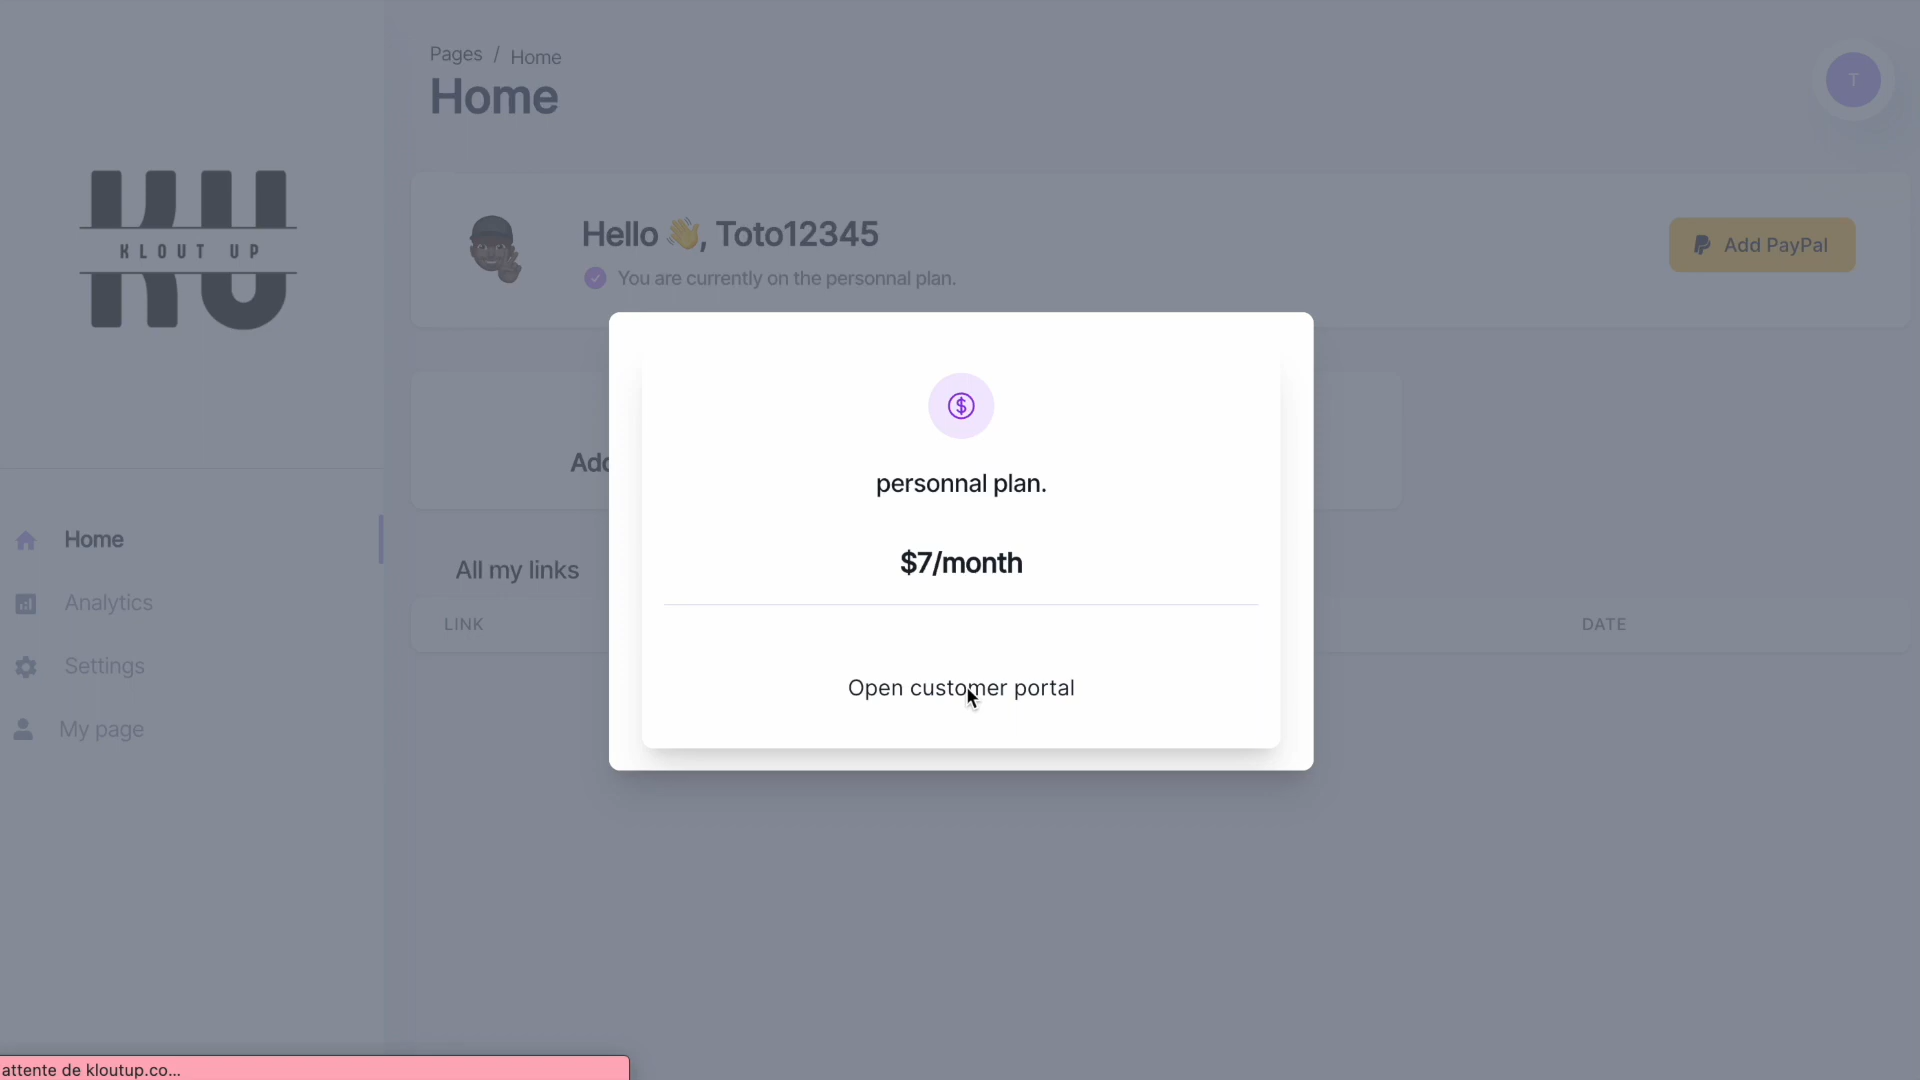 Pages / Home
Home
T
KU
KLOUT UP
Hello 👋, Toto12345
You are currently on the personnal plan.
Add PayPal
personnal plan.
$7/month
Open customer portal
Home
Analytics
Settings
My page
All my links
LINK
DATE
attente de kloutup.co...